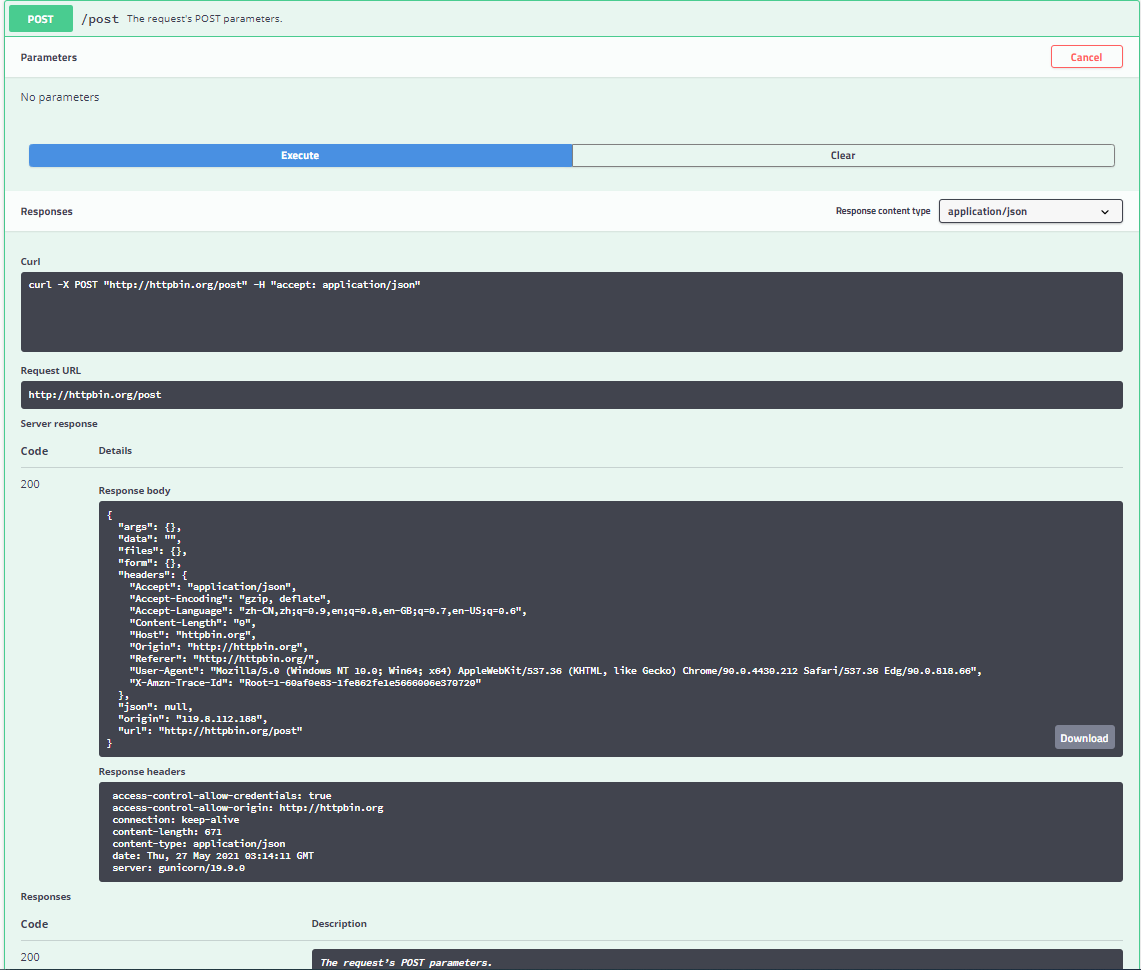 POST /post The request's POST parameters.
Parameters Cancel
No parameters
Execute Clear
Responses Response content type application/json
Curl
curl -X POST "http://httpbin.org/post" -H "accept: application/json"
Request URL
http://httpbin.org/post
Server response
Code Details
200
Response body
{
  "args": {},
  "data": "",
  "files": {},
  "form": {},
  "headers": {
    "Accept": "application/json",
    "Accept-Encoding": "gzip, deflate",
    "Accept-Language": "zh-CN,zh;q=0.9,en;q=0.8,en-GB;q=0.7,en-US;q=0.6",
    "Content-Length": "0",
    "Host": "httpbin.org",
    "Origin": "http://httpbin.org",
    "Referer": "http://httpbin.org/",
    "User-Agent": "Mozilla/5.0 (Windows NT 10.0; Win64; x64) AppleWebKit/537.36 (KHTML, like Gecko) Chrome/90.0.4430.212 Safari/537.36 Edg/90.0.818.66",
    "X-Amzn-Trace-Id": "Root=1-60af0e83-1fe862fe1e5666006e370720"
  },
  "json": null,
  "origin": "119.8.112.188",
  "url": "http://httpbin.org/post"
}
Download
Response headers
access-control-allow-credentials: true
access-control-allow-origin: http://httpbin.org
connection: keep-alive
content-length: 671
content-type: application/json
date: Thu, 27 May 2021 03:14:11 GMT
server: gunicorn/19.9.0
Responses
Code Description
200 The request's POST parameters.